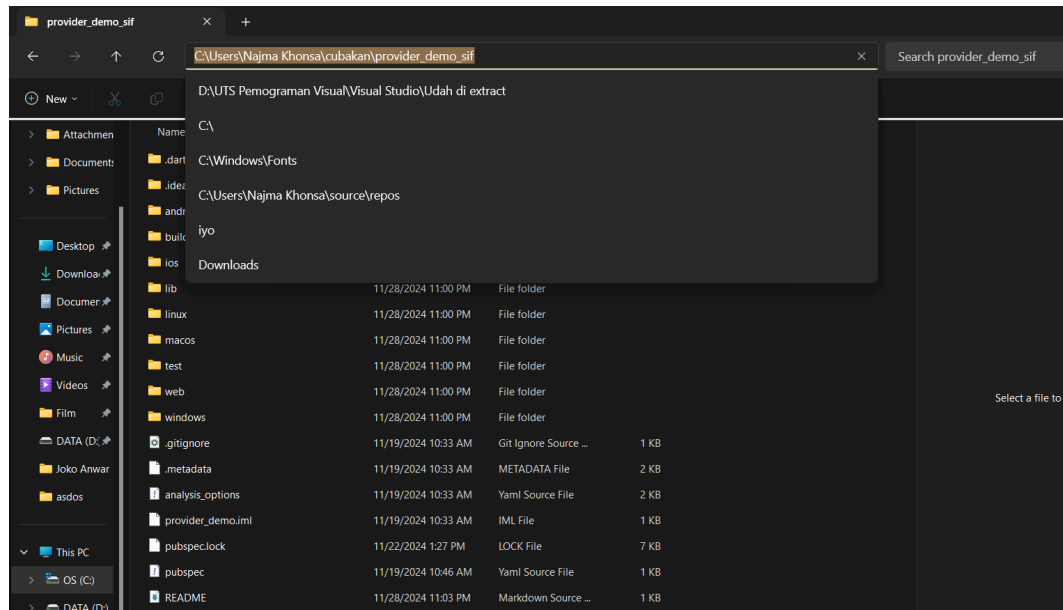 provider_demo_sif
C:\Users\Najma Khonsa\cubakan\provider_demo_sif
Search provider_demo_sif
New
D:\UTS Pemograman Visual\Visual Studio\Udah di extract
C:\
C:\Windows\Fonts
C:\Users\Najma Khonsa\source\repos
iyo
Downloads
Attachmen
Documents
Pictures
Desktop
Downloa
Documen
Pictures
Music
Videos
Film
DATA (D:)
Joko Anwar
asdos
This PC
OS (C:)
DATA (D:)
Name
.dart
.idea
andr
build
ios
lib 11/28/2024 11:00 PM File folder
linux 11/28/2024 11:00 PM File folder
macos 11/28/2024 11:00 PM File folder
test 11/28/2024 11:00 PM File folder
web 11/28/2024 11:00 PM File folder
windows 11/28/2024 11:00 PM File folder
.gitignore 11/19/2024 10:33 AM Git Ignore Source ... 1 KB
.metadata 11/19/2024 10:33 AM METADATA File 2 KB
analysis_options 11/19/2024 10:33 AM Yaml Source File 2 KB
provider_demo.iml 11/19/2024 10:33 AM IML File 1 KB
pubspec.lock 11/22/2024 1:27 PM LOCK File 7 KB
pubspec 11/19/2024 10:46 AM Yaml Source File 1 KB
README 11/28/2024 11:03 PM Markdown Source ... 1 KB
Select a file to